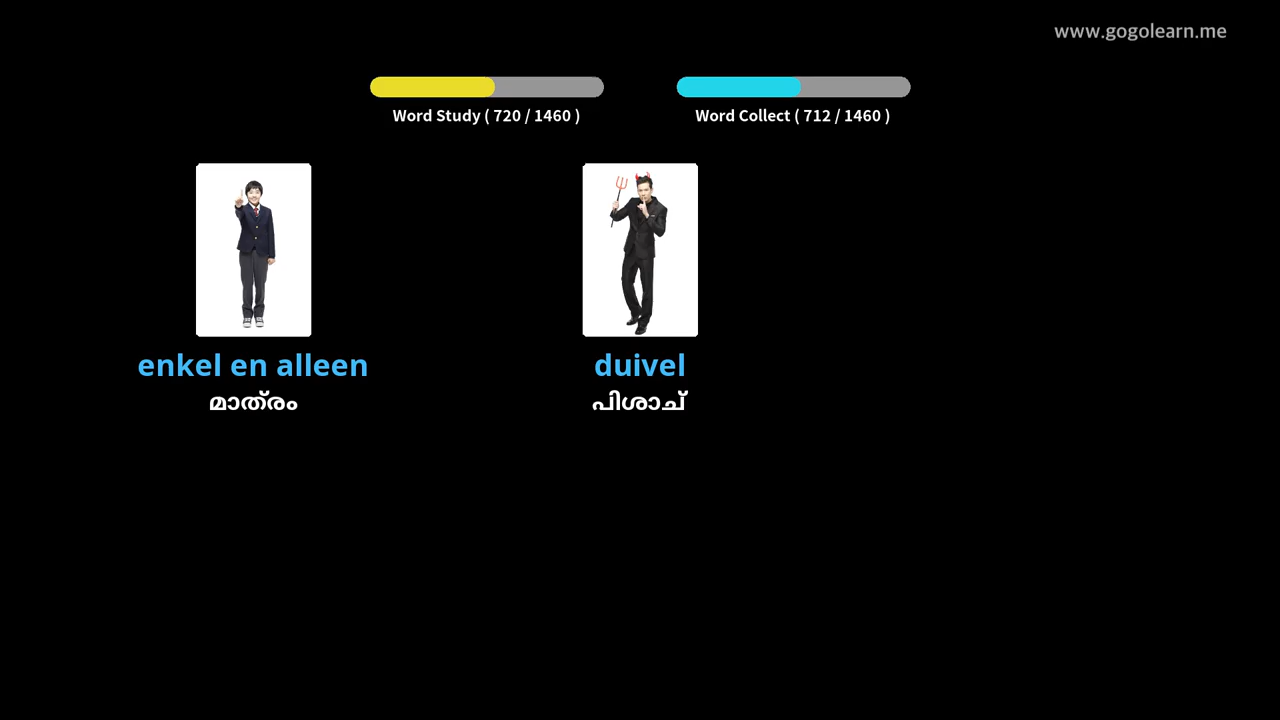 www.gogolearn.me
Word Study ( 720 / 1460 )
Word Collect ( 712 / 1460 )
enkel en alleen
മാത്രം
duivel
പിശാച്